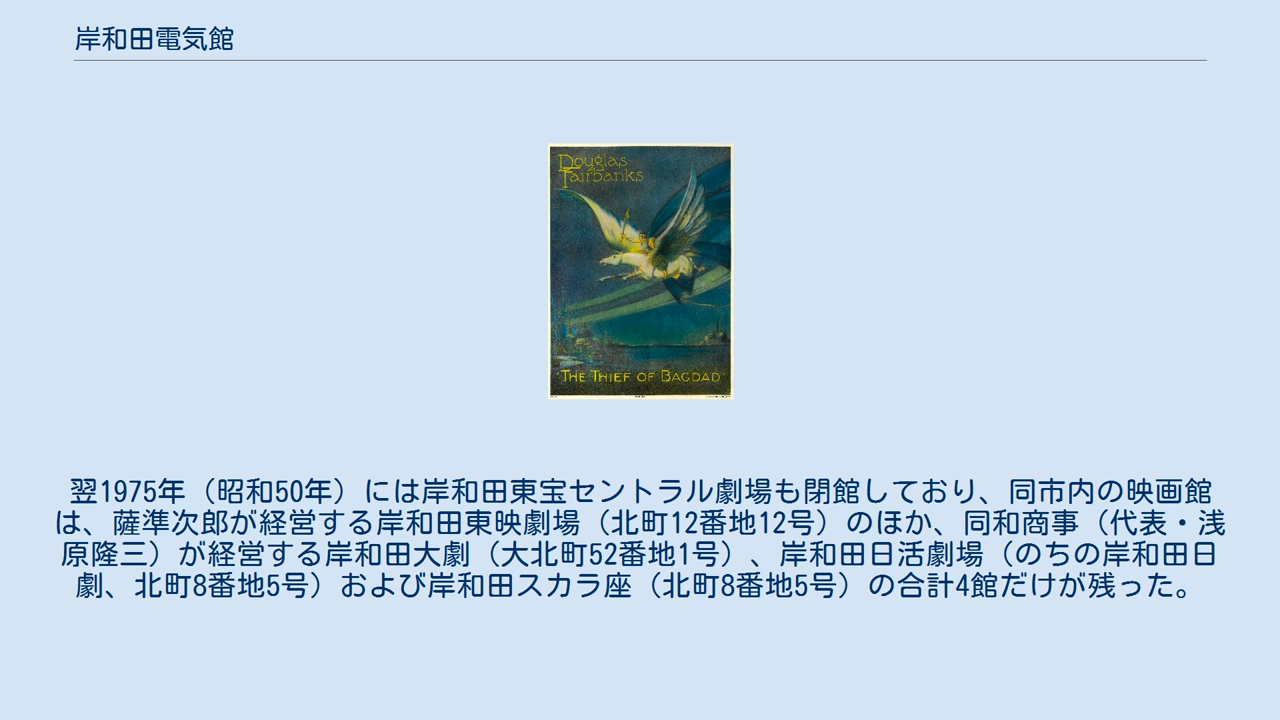 岸和田電気館
Douglas
Fairbanks
"THE THIEF OF BAGDAD"
翌1975年（昭和50年）には岸和田東宝セントラル劇場も閉館しており、同市内の映画館
は、薩準次郎が経営する岸和田東映劇場（北町12番地12号）のほか、同和商事（代表・浅
原隆三）が経営する岸和田大劇（大北町52番地1号）、岸和田日活劇場（のちの岸和田日
劇、北町8番地5号）および岸和田スカラ座（北町8番地5号）の合計4館だけが残った。